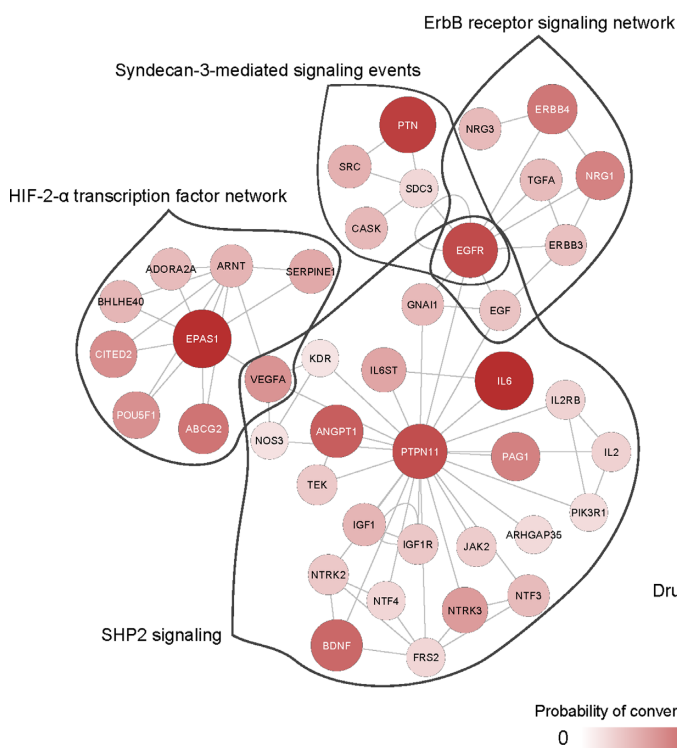 ErbB receptor signaling network
Syndecan-3-mediated signaling events
PTN
ERBB4
NRG3
SRC
TGFA
NRG1
SDC3
HIF-2-α transcription factor network
CASK
EGFR
ERBB3
ADORA2A
ARNT
SERPINE1
BHLHE40
GNAI1
EGF
EPAS1
CITED2
KDR
VEGFA
IL6ST
IL6
IL2RB
POU5F1
ABCG2
NOS3
ANGPT1
PTPN11
PAG1
IL2
TEK
PIK3R1
IGF1
IGF1R
JAK2
ARHGAP35
NTRK2
NTF4
NTRK3
NTF3
Dru
SHP2 signaling
BDNF
FRS2
Probability of conver
0